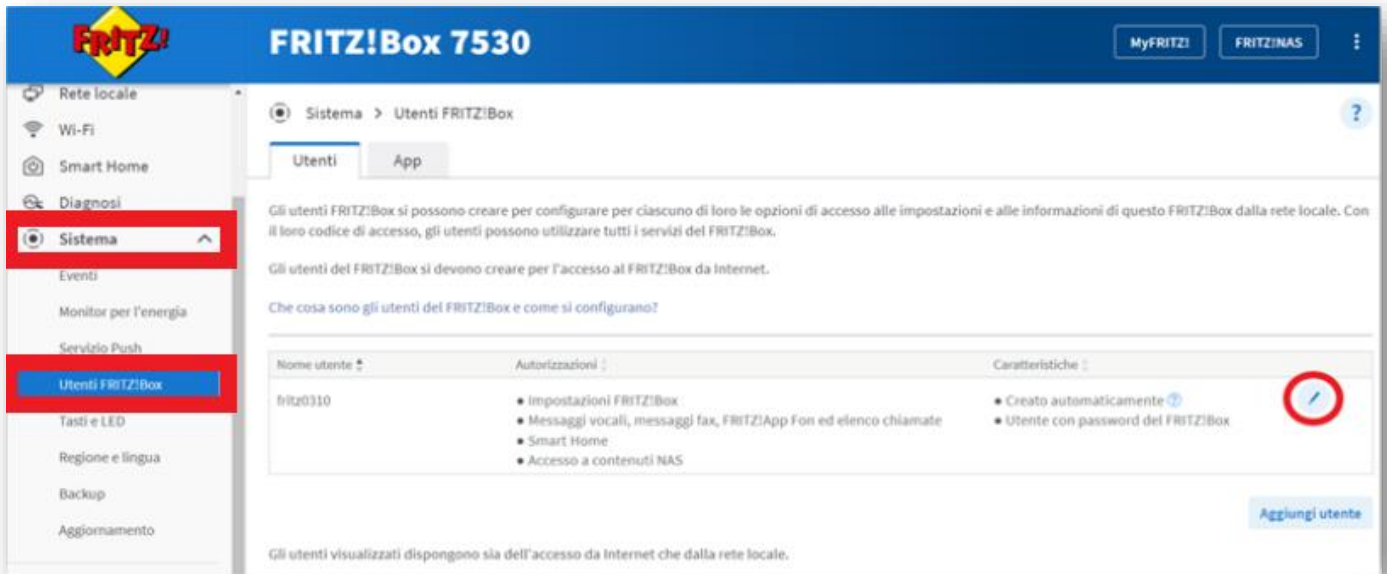 FRITZ!
FRITZ!Box 7530
MyFRITZ!
FRITZ!NAS
Rete locale
Wi-Fi
Smart Home
Diagnosi
Sistema
Eventi
Monitor per l'energia
Servizio Push
Utenti FRITZ!Box
Tasti e LED
Regione e lingua
Backup
Aggiornamento
Sistema > Utenti FRITZ!Box
?
Utenti
App
Gli utenti FRITZ!Box si possono creare per configurare per ciascuno di loro le opzioni di accesso alle impostazioni e alle informazioni di questo FRITZ!Box dalla rete locale. Con
il loro codice di accesso, gli utenti possono utilizzare tutti i servizi del FRITZ!Box.
Gli utenti del FRITZ!Box si devono creare per l'accesso al FRITZ!Box da Internet.
Che cosa sono gli utenti del FRITZ!Box e come si configurano?
Nome utente Autorizzazioni Caratteristiche
fritz0310 • Impostazioni FRITZ!Box • Creato automaticamente ?
• Messaggi vocali, messaggi fax, FRITZ!App Fon ed elenco chiamate • Utente con password del FRITZ!Box
• Smart Home
• Accesso a contenuti NAS
Aggiungi utente
Gli utenti visualizzati dispongono sia dell'accesso da Internet che dalla rete locale.